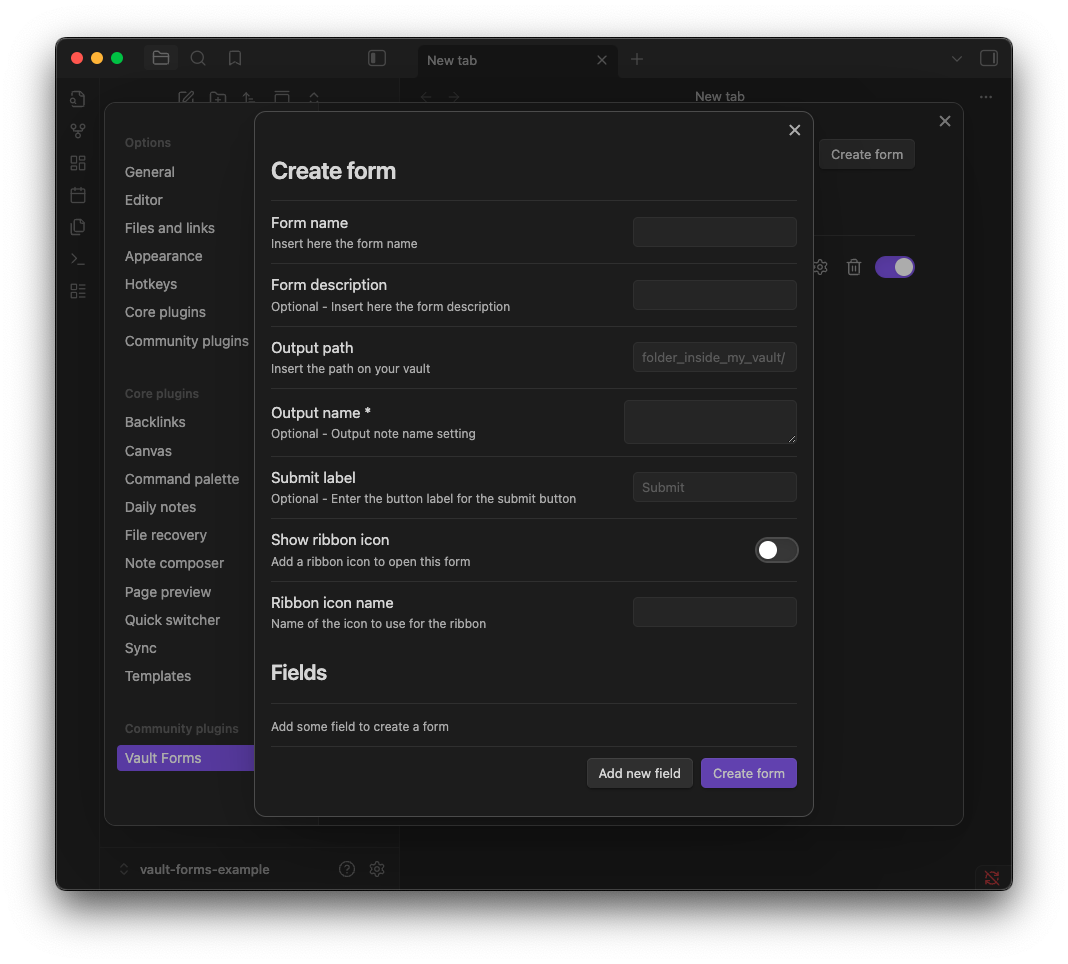 New tab
New tab
Options
General
Editor
Files and links
Appearance
Hotkeys
Core plugins
Community plugins
Core plugins
Backlinks
Canvas
Command palette
Daily notes
File recovery
Note composer
Page preview
Quick switcher
Sync
Templates
Community plugins
Vault Forms
Create form
Create form
Form name
Insert here the form name
Form description
Optional - Insert here the form description
Output path
Insert the path on your vault
folder_inside_my_vault/
Output name *
Optional - Output note name setting
Submit label
Optional - Enter the button label for the submit button
Submit
Show ribbon icon
Add a ribbon icon to open this form
Ribbon icon name
Name of the icon to use for the ribbon
Fields
Add some field to create a form
Add new field
Create form
vault-forms-example